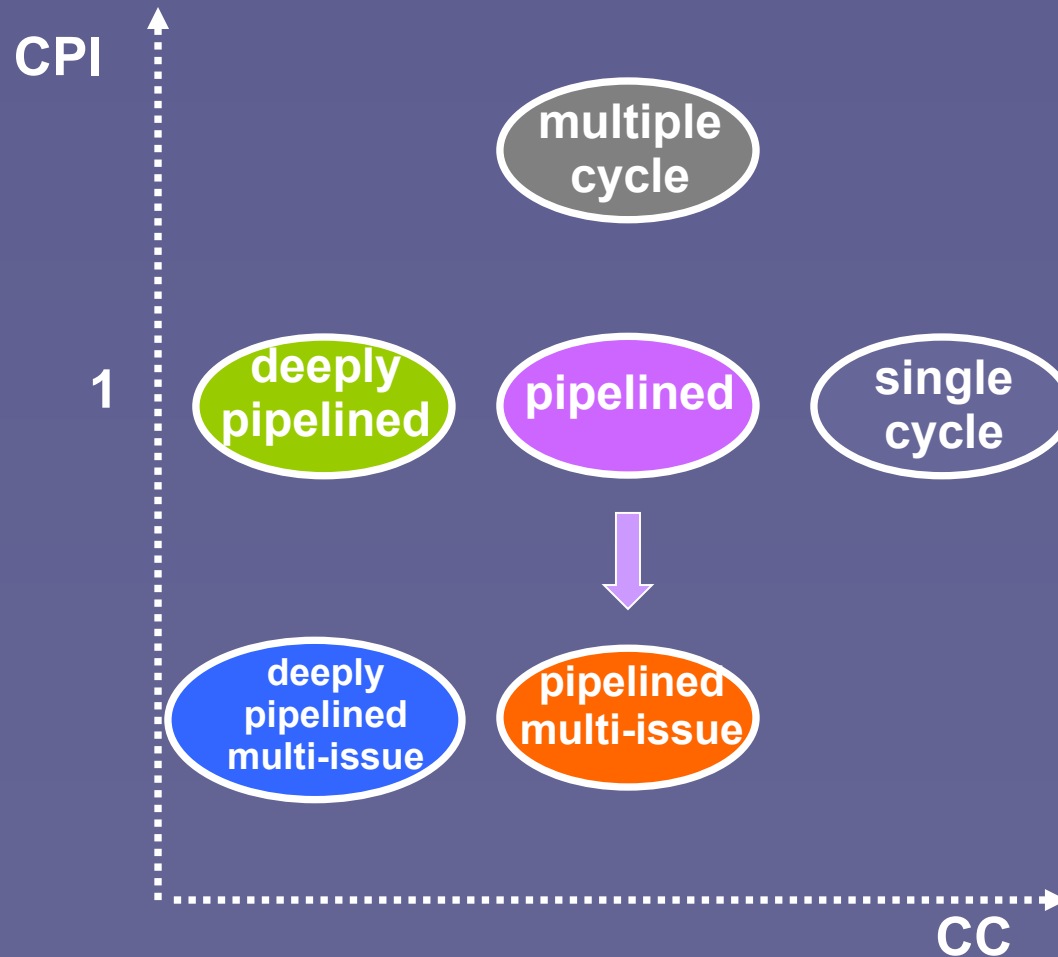 CPI
multiple
cycle
1
deeply
pipelined
pipelined
single
cycle
deeply
pipelined
multi-issue
pipelined
multi-issue
CC